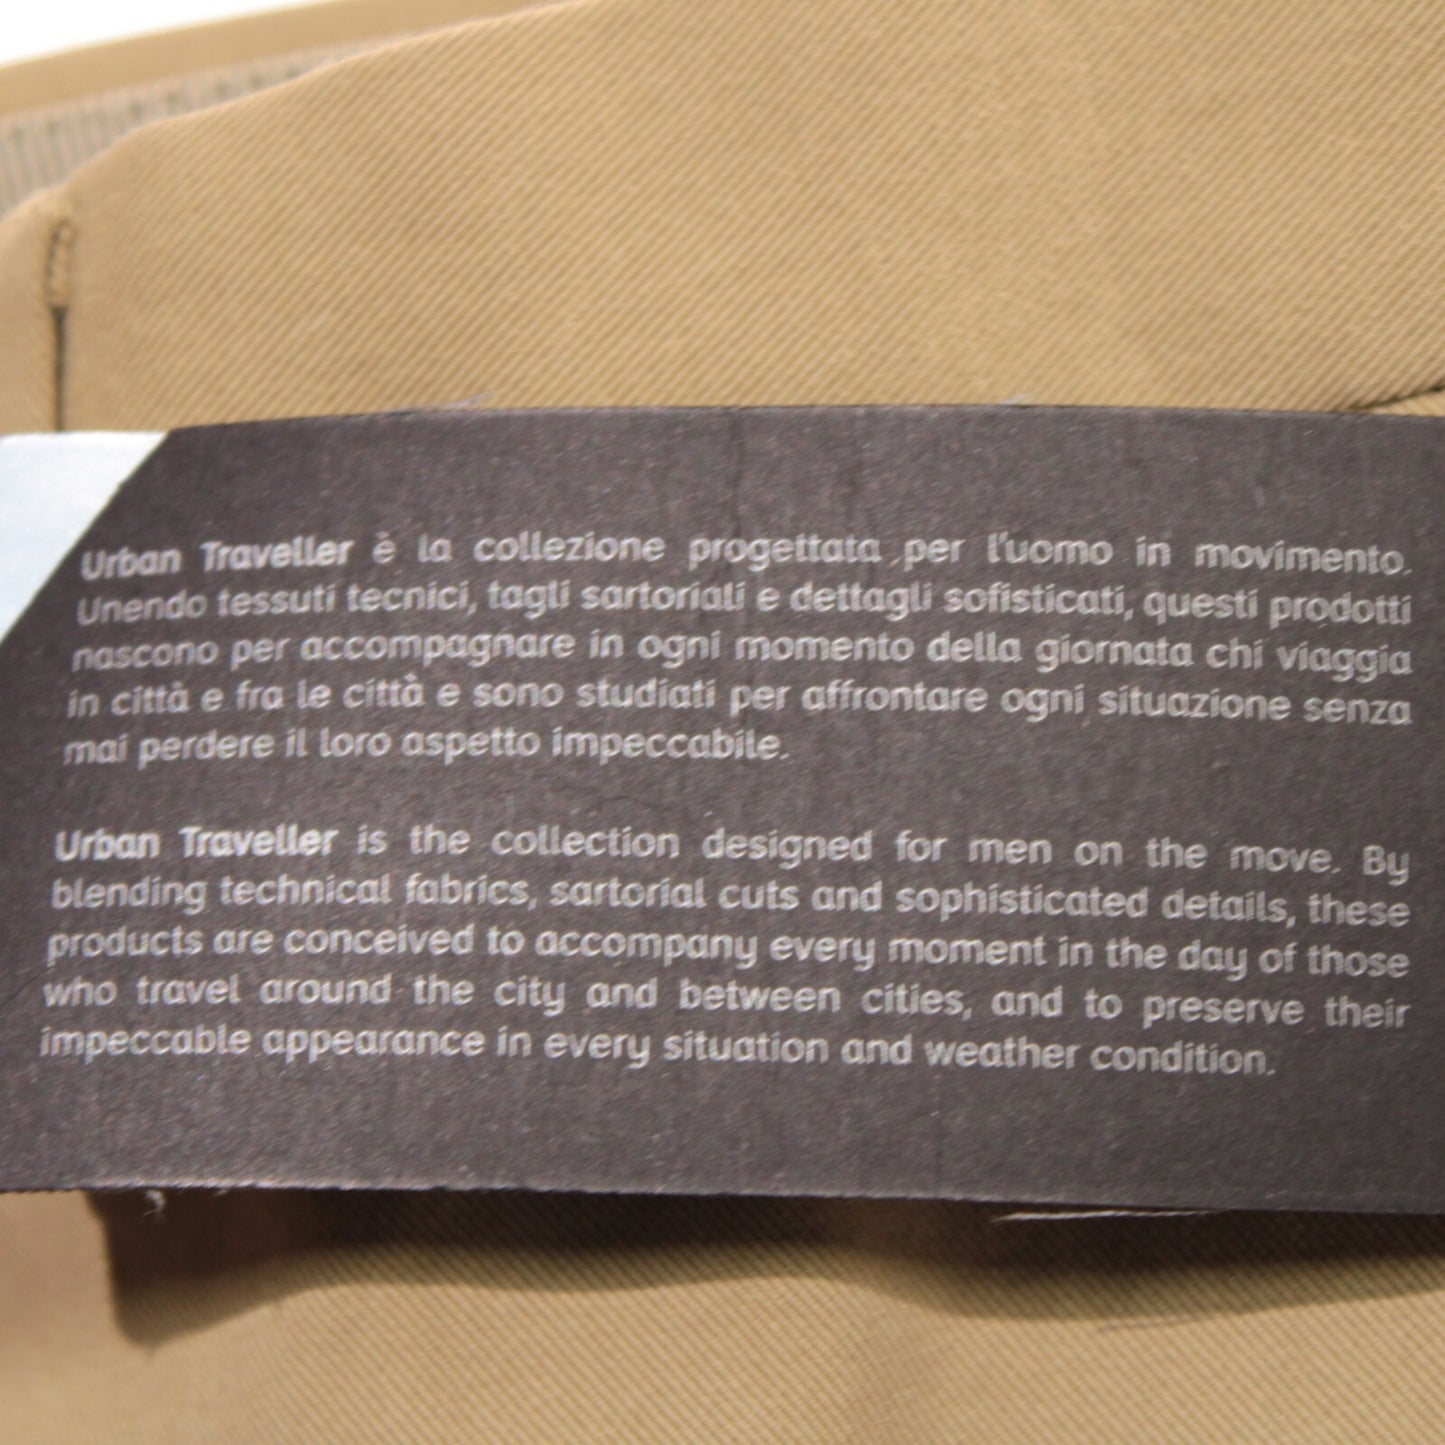 Urban Traveller è la collezione progettata per l'uomo in movimento.
Unendo tessuti tecnici, tagli sartoriali e dettagli sofisticati, questi prodotti
nascono per accompagnare in ogni momento della giornata chi viaggia
in città e fra le città e sono studiati per affrontare ogni situazione senza
mai perdere il loro aspetto impeccabile.
Urban Traveller is the collection designed for men on the move. By
blending technical fabrics, sartorial cuts and sophisticated details, these
products are conceived to accompany every moment in the day of those
who travel around the city and between cities, and to preserve their
impeccable appearance in every situation and weather condition.